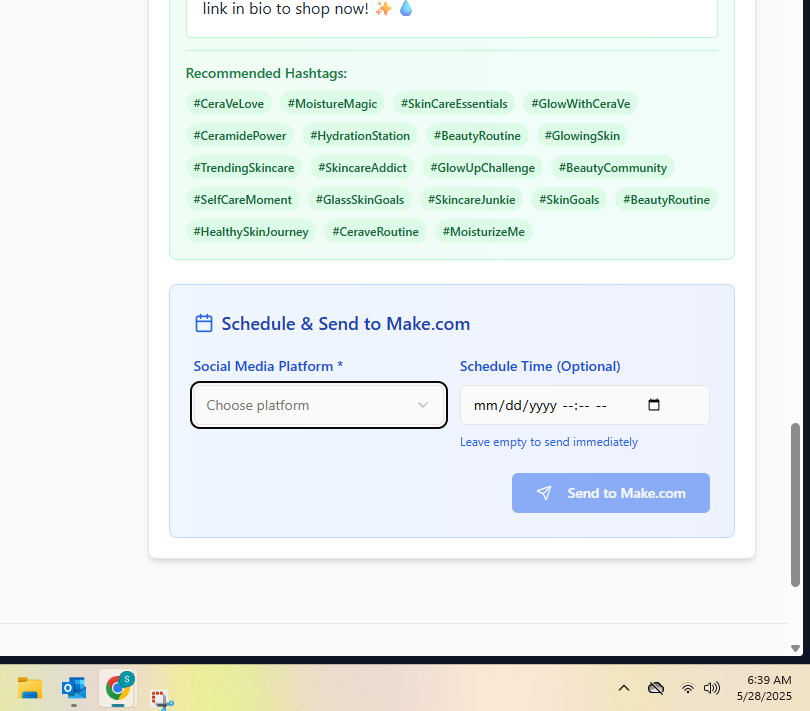 link in bio to shop now! ✨ 💧
Recommended Hashtags:
#CeraVeLove #MoistureMagic #SkinCareEssentials #GlowWithCeraVe
#CeramidePower #HydrationStation #BeautyRoutine #GlowingSkin
#TrendingSkincare #SkincareAddict #GlowUpChallenge #BeautyCommunity
#SelfCareMoment #GlassSkinGoals #SkincareJunkie #SkinGoals #BeautyRoutine
#HealthySkinJourney #CeraveRoutine #MoisturizeMe
Schedule & Send to Make.com
Social Media Platform *
Choose platform
Schedule Time (Optional)
mm/dd/yyyy --:-- --
Leave empty to send immediately
Send to Make.com
S
6:39 AM
5/28/2025